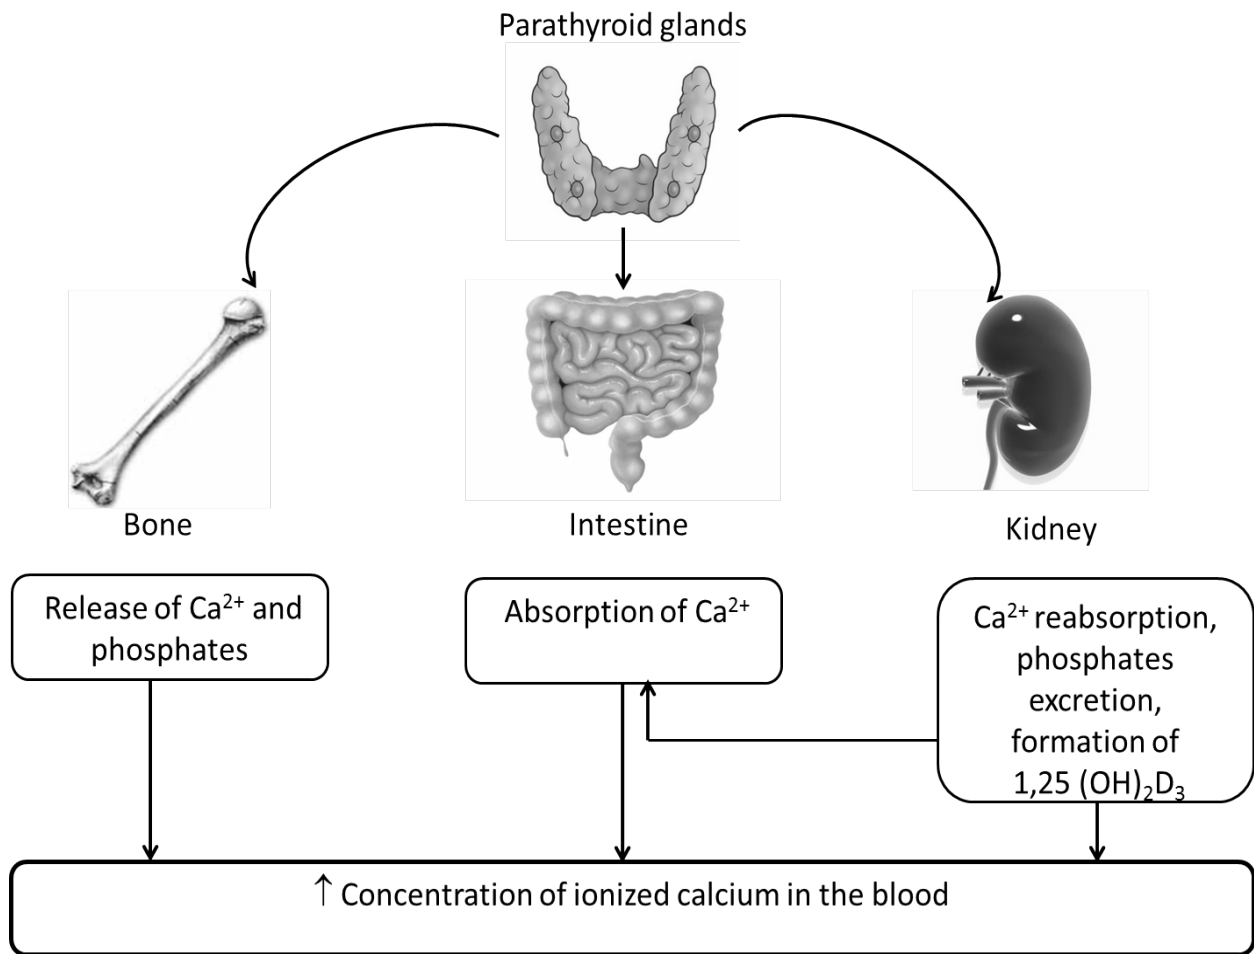 Parathyroid glands
Bone
Intestine
Kidney
Release of Ca²⁺ and
phosphates
Absorption of Ca²⁺
Ca²⁺ reabsorption,
phosphates
excretion,
formation of
1,25 (OH)₂D₃
↑ Concentration of ionized calcium in the blood